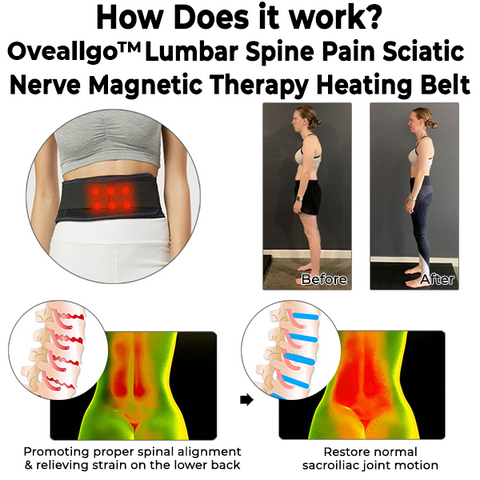 How Does it work?
Oveallgo™ Lumbar Spine Pain Sciatic
Nerve Magnetic Therapy Heating Belt
Before
After
Promoting proper spinal alignment
& relieving strain on the lower back
Restore normal
sacroiliac joint motion